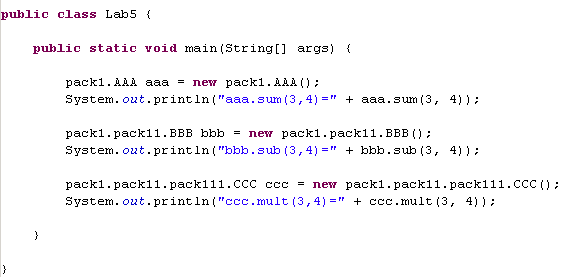 public class Lab5 {
public static void main(String[] args) {
pack1.AAA aaa = new pack1.AAA();
System.out.println("aaa.sum(3,4)=" + aaa.sum(3, 4));
pack1.pack11.BBB bbb = new pack1.pack11.BBB();
System.out.println("bbb.sub(3,4)=" + bbb.sub(3, 4));
pack1.pack11.pack111.CCC ccc = new pack1.pack11.pack111.CCC();
System.out.println("ccc.mult(3,4)=" + ccc.mult(3, 4));
}
}